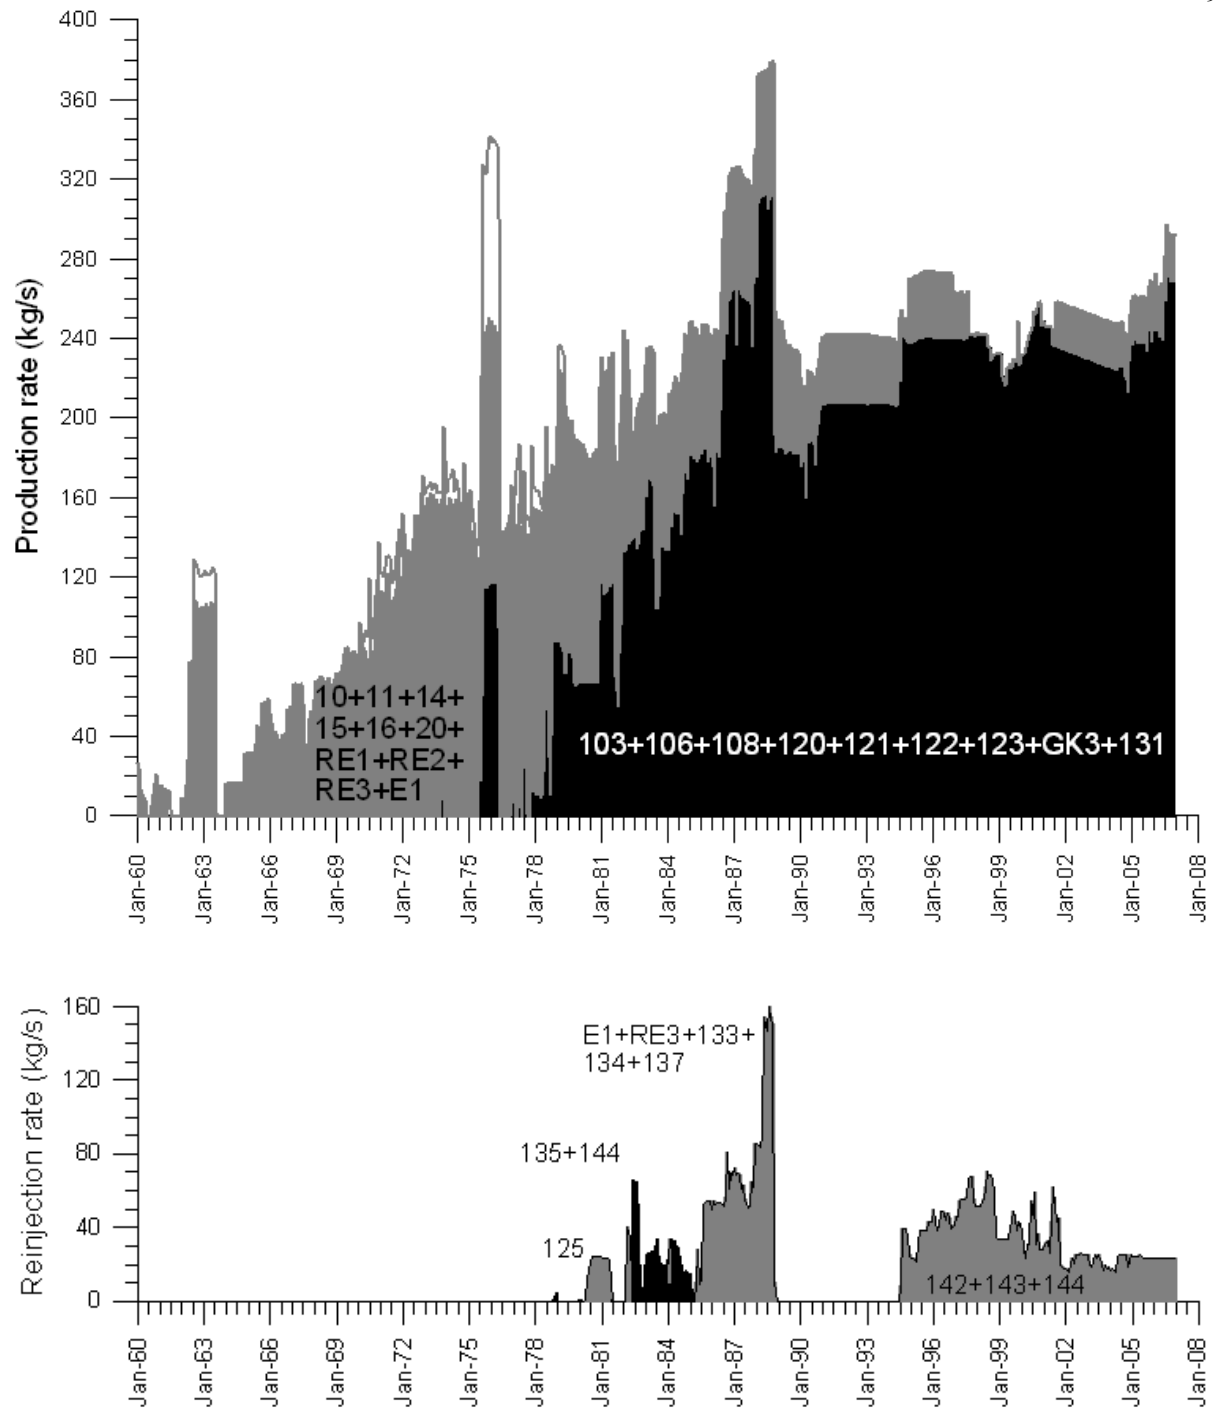 400
360
320
280
240
200
160
120
80
40
0
Production rate (kg/s)
10+11+14+
15+16+20+
RE1+RE2+
RE3+E1
103+106+108+120+121+122+123+GK3+131
Jan-60
Jan-63
Jan-66
Jan-69
Jan-72
Jan-75
Jan-78
Jan-81
Jan-84
Jan-87
Jan-90
Jan-93
Jan-96
Jan-99
Jan-02
Jan-05
Jan-08
160
120
80
40
0
Reinjection rate (kg/s)
E1+RE3+133+
134+137
135+144
125
142+143+144
Jan-60
Jan-63
Jan-66
Jan-69
Jan-72
Jan-75
Jan-78
Jan-81
Jan-84
Jan-87
Jan-90
Jan-93
Jan-96
Jan-99
Jan-02
Jan-05
Jan-08